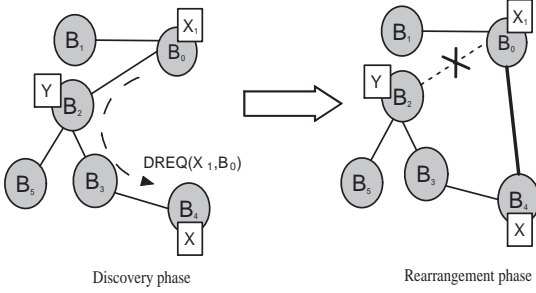 X₁
B₁
B₀
Y
B₂
DREQ(X₁,B₀)
B₅
B₃
B₄
X
Discovery phase
X₁
B₁
B₀
Y
B₂
B₅
B₃
B₄
X
Rearrangement phase